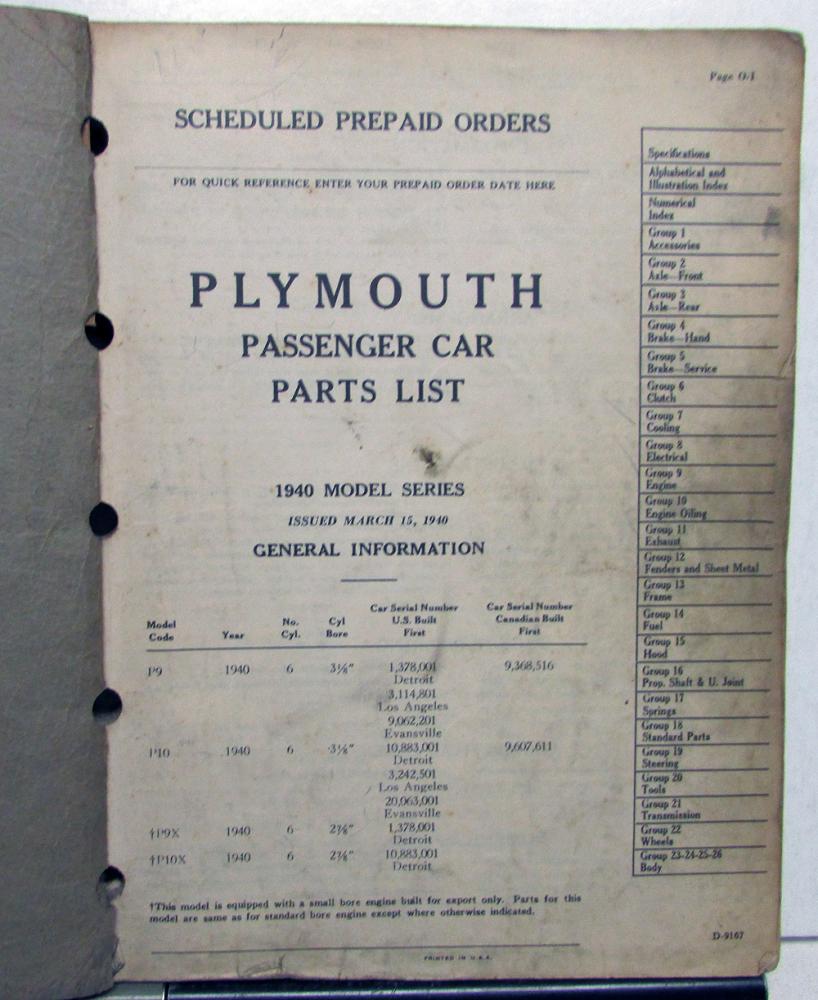 Page 0-1
SCHEDULED PREPAID ORDERS
FOR QUICK REFERENCE ENTER YOUR PREPAID ORDER DATE HERE
PLYMOUTH
PASSENGER CAR
PARTS LIST
1940 MODEL SERIES
ISSUED MARCH 15, 1940
GENERAL INFORMATION
Model Code Year No. Cyl. Cyl Bore Car Serial Number U.S. Built First Car Serial Number Canadian Built First
P9 1940 6 3⅛" 1,378,001 9,368,516
Detroit
3,114,801
Los Angeles
9,062,201
Evansville
P10 1940 6 3⅛" 10,883,001 9,607,611
Detroit
3,242,501
Los Angeles
20,063,001
Evansville
†P9X 1940 6 2⅞" 1,378,001
Detroit
†P10X 1940 6 2⅞" 10,883,001
Detroit
†This model is equipped with a small bore engine built for export only. Parts for this
model are same as for standard bore engine except where otherwise indicated.
PRINTED IN U.S.A.
D-9167
Specifications
Alphabetical and
Illustration Index
Numerical
Index
Group 1
Accessories
Group 2
Axle—Front
Group 3
Axle—Rear
Group 4
Brake—Hand
Group 5
Brake—Service
Group 6
Clutch
Group 7
Cooling
Group 8
Electrical
Group 9
Engine
Group 10
Engine Oiling
Group 11
Exhaust
Group 12
Fenders and Sheet Metal
Group 13
Frame
Group 14
Fuel
Group 15
Hood
Group 16
Prop. Shaft & U. Joint
Group 17
Springs
Group 18
Standard Parts
Group 19
Steering
Group 20
Tools
Group 21
Transmission
Group 22
Wheels
Group 23-24-25-26
Body